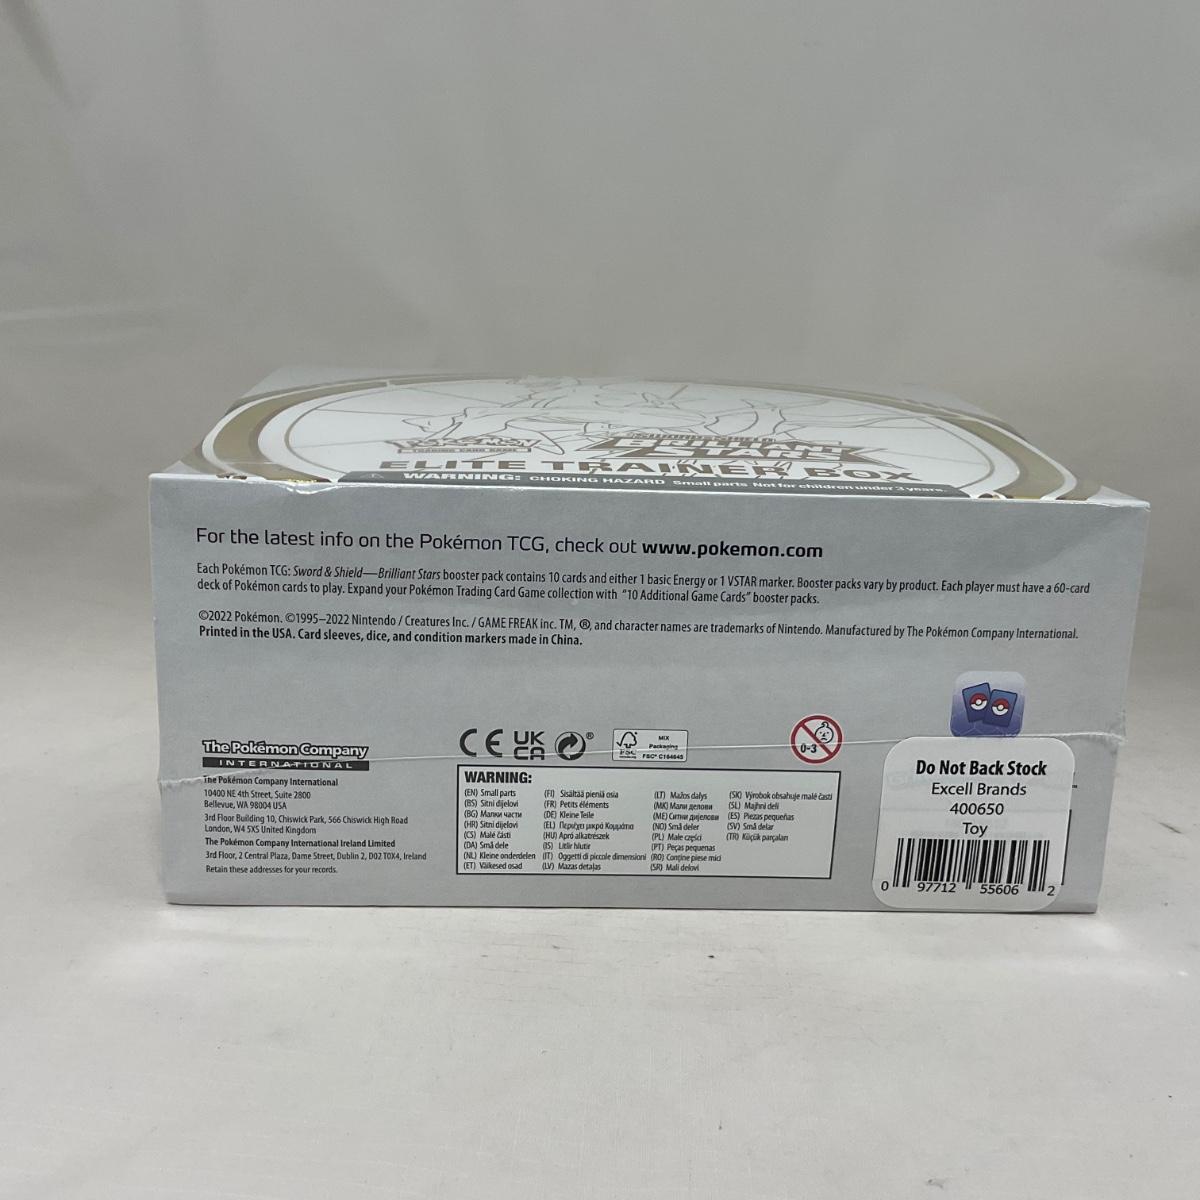 POKÉMON
TRADING CARD GAME
SWORD & SHIELD
BRILLIANT
STARS
ELITE TRAINER BOX
WARNING: CHOKING HAZARD Small parts Not for children under 3 years.
For the latest info on the Pokémon TCG, check out www.pokemon.com
Each Pokémon TCG: Sword & Shield—Brilliant Stars booster pack contains 10 cards and either 1 basic Energy or 1 VSTAR marker. Booster packs vary by product. Each player must have a 60-card
deck of Pokémon cards to play. Expand your Pokémon Trading Card Game collection with "10 Additional Game Cards" booster packs.
©2022 Pokémon. ©1995–2022 Nintendo / Creatures Inc. / GAME FREAK inc. TM, ®, and character names are trademarks of Nintendo. Manufactured by The Pokémon Company International.
Printed in the USA. Card sleeves, dice, and condition markers made in China.
The Pokémon Company
INTERNATIONAL
The Pokémon Company International
10400 NE 4th Street, Suite 2800
Bellevue, WA 98004 USA
3rd Floor Building 10, Chiswick Park, 566 Chiswick High Road
London, W4 5XS United Kingdom
The Pokémon Company International Ireland Limited
3rd Floor, 2 Central Plaza, Dame Street, Dublin 2, D02 T0X4, Ireland
Retain these addresses for your records.
CE UK CA ®
FSC
MIX
Packaging
FSC® C164645
0-3
WARNING:
(EN) Small parts
(BS) Sitni dijelovi
(BG) Малки части
(HR) Sitni dijelovi
(CS) Malé části
(DA) Små dele
(NL) Kleine onderdelen
(ET) Väikesed osad
(FI) Sisältää pieniä osia
(FR) Petits éléments
(DE) Kleine Teile
(EL) Περιέχει μικρά Κομμάτια
(HU) Apró alkatrészek
(IS) Litlir hlutir
(IT) Oggetti di piccole dimensioni
(LV) Mazas detaļas
(LT) Mažos dalys
(MK) Мали делови
(ME) Ситни дијелови
(NO) Små deler
(PL) Małe części
(PT) Peças pequenas
(RO) Conține piese mici
(SR) Mali delovi
(SK) Výrobok obsahuje malé časti
(SL) Majhni deli
(ES) Piezas pequeñas
(SV) Små delar
(TR) Küçük parçaları
Do Not Back Stock
Excell Brands
400650
Toy
0 97712 55606 2